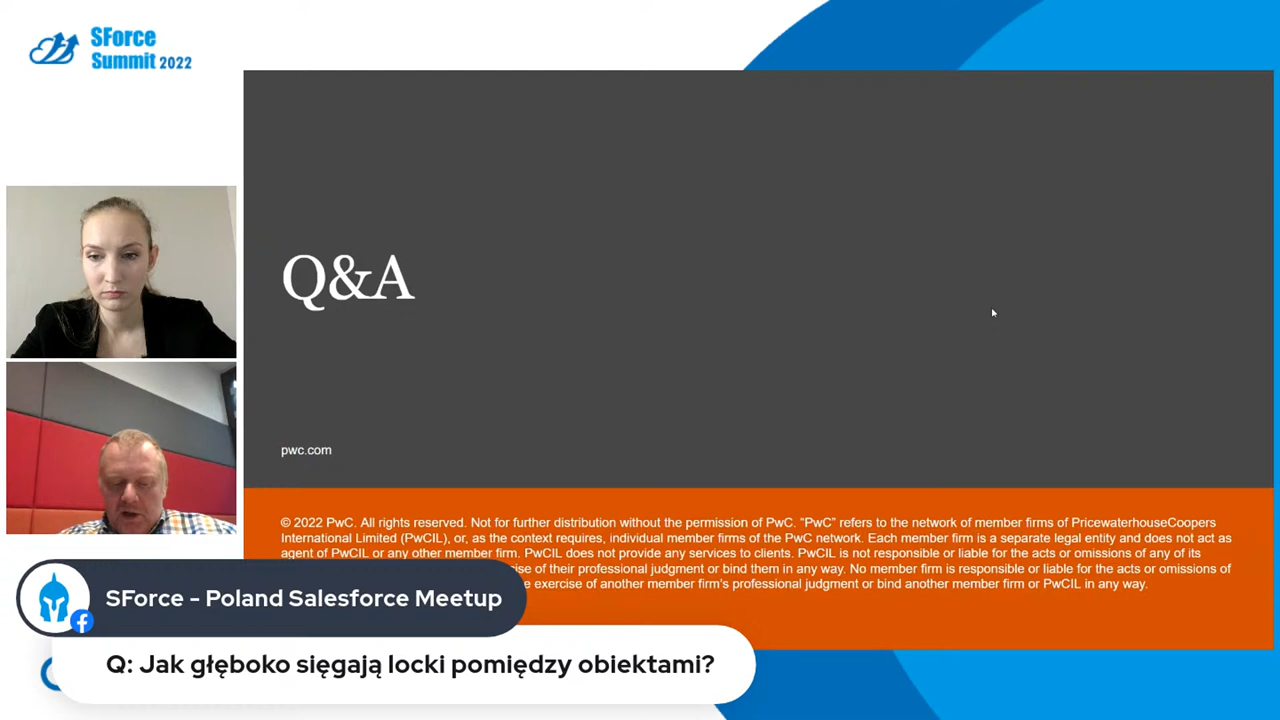 SForce
Summit 2022
Q&A
pwc.com
© 2022 PwC. All rights reserved. Not for further distribution without the permission of PwC. "PwC" refers to the network of member firms of PricewaterhouseCoopers
International Limited (PwCIL), or, as the context requires, individual member firms of the PwC network. Each member firm is a separate legal entity and does not act as
agent of PwCIL or any other member firm. PwCIL does not provide any services to clients. PwCIL is not responsible or liable for the acts or omissions of any of its
of their professional judgment or bind them in any way. No member firm is responsible or liable for the acts or omissions of
exercise of another member firm's professional judgment or bind another member firm or PwCIL in any way.
SForce - Poland Salesforce Meetup
Q: Jak głęboko sięgają locki pomiędzy obiektami?